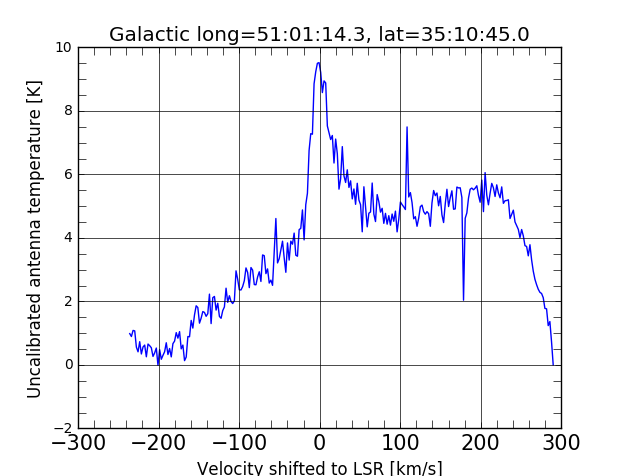 Galactic long=51:01:14.3, lat=35:10:45.0
Uncalibrated antenna temperature [K]
10
8
6
4
2
0
−2
−300 −200 −100 0 100 200 300
Velocity shifted to LSR [km/s]